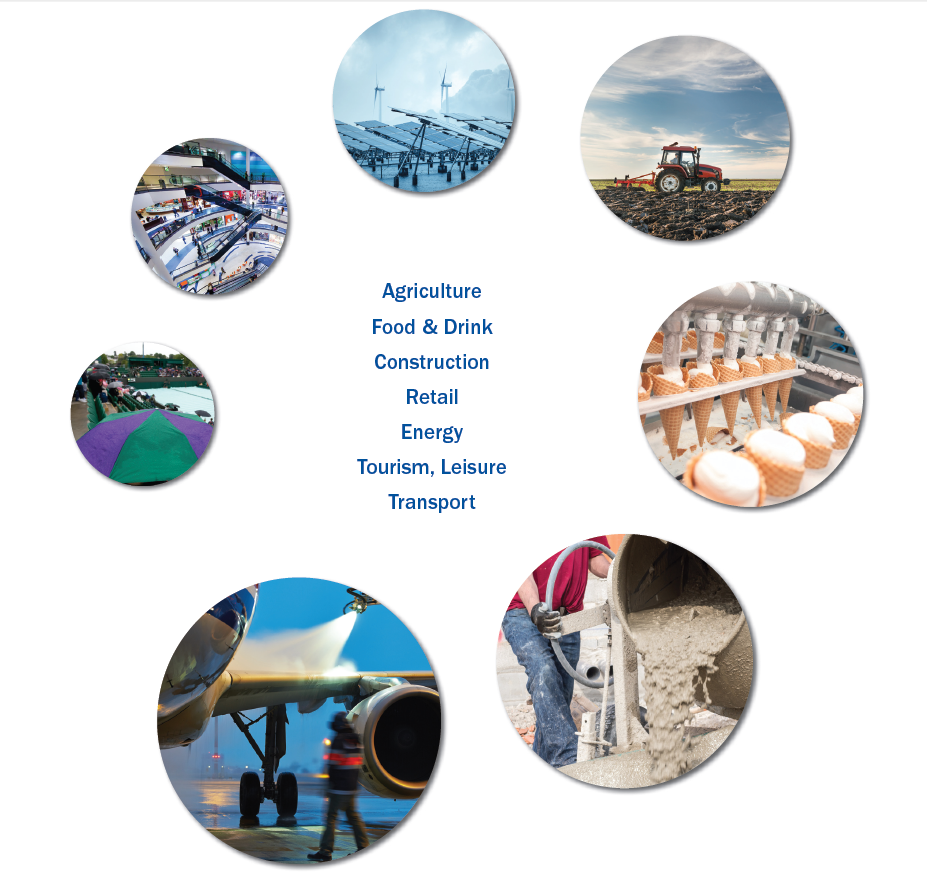 Agriculture
Food & Drink
Construction
Retail
Energy
Tourism, Leisure
Transport